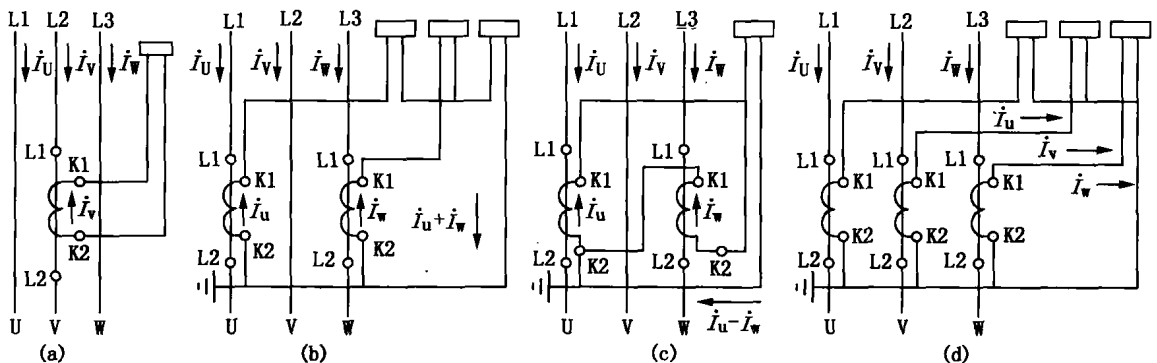 L1 L2 L3
İU İV İW
L1
K1
İv
K2
L2
U V W
(a)
L1 L2 L3
İU İV İW
L1 L1
K1 K1
İu İw
İu+İw
K2 K2
L2 L2
U V W
(b)
L1 L2 L3
İU İV İW
L1 L1
K1 K1
İu İw
L2 K2 L2 K2
İu-İw
U V W
(c)
L1 L2 L3
İU İV İW
İu
İv
İw
L1 L1 L1
K1 K1 K1
K2 K2 K2
L2 L2 L2
U V W
(d)